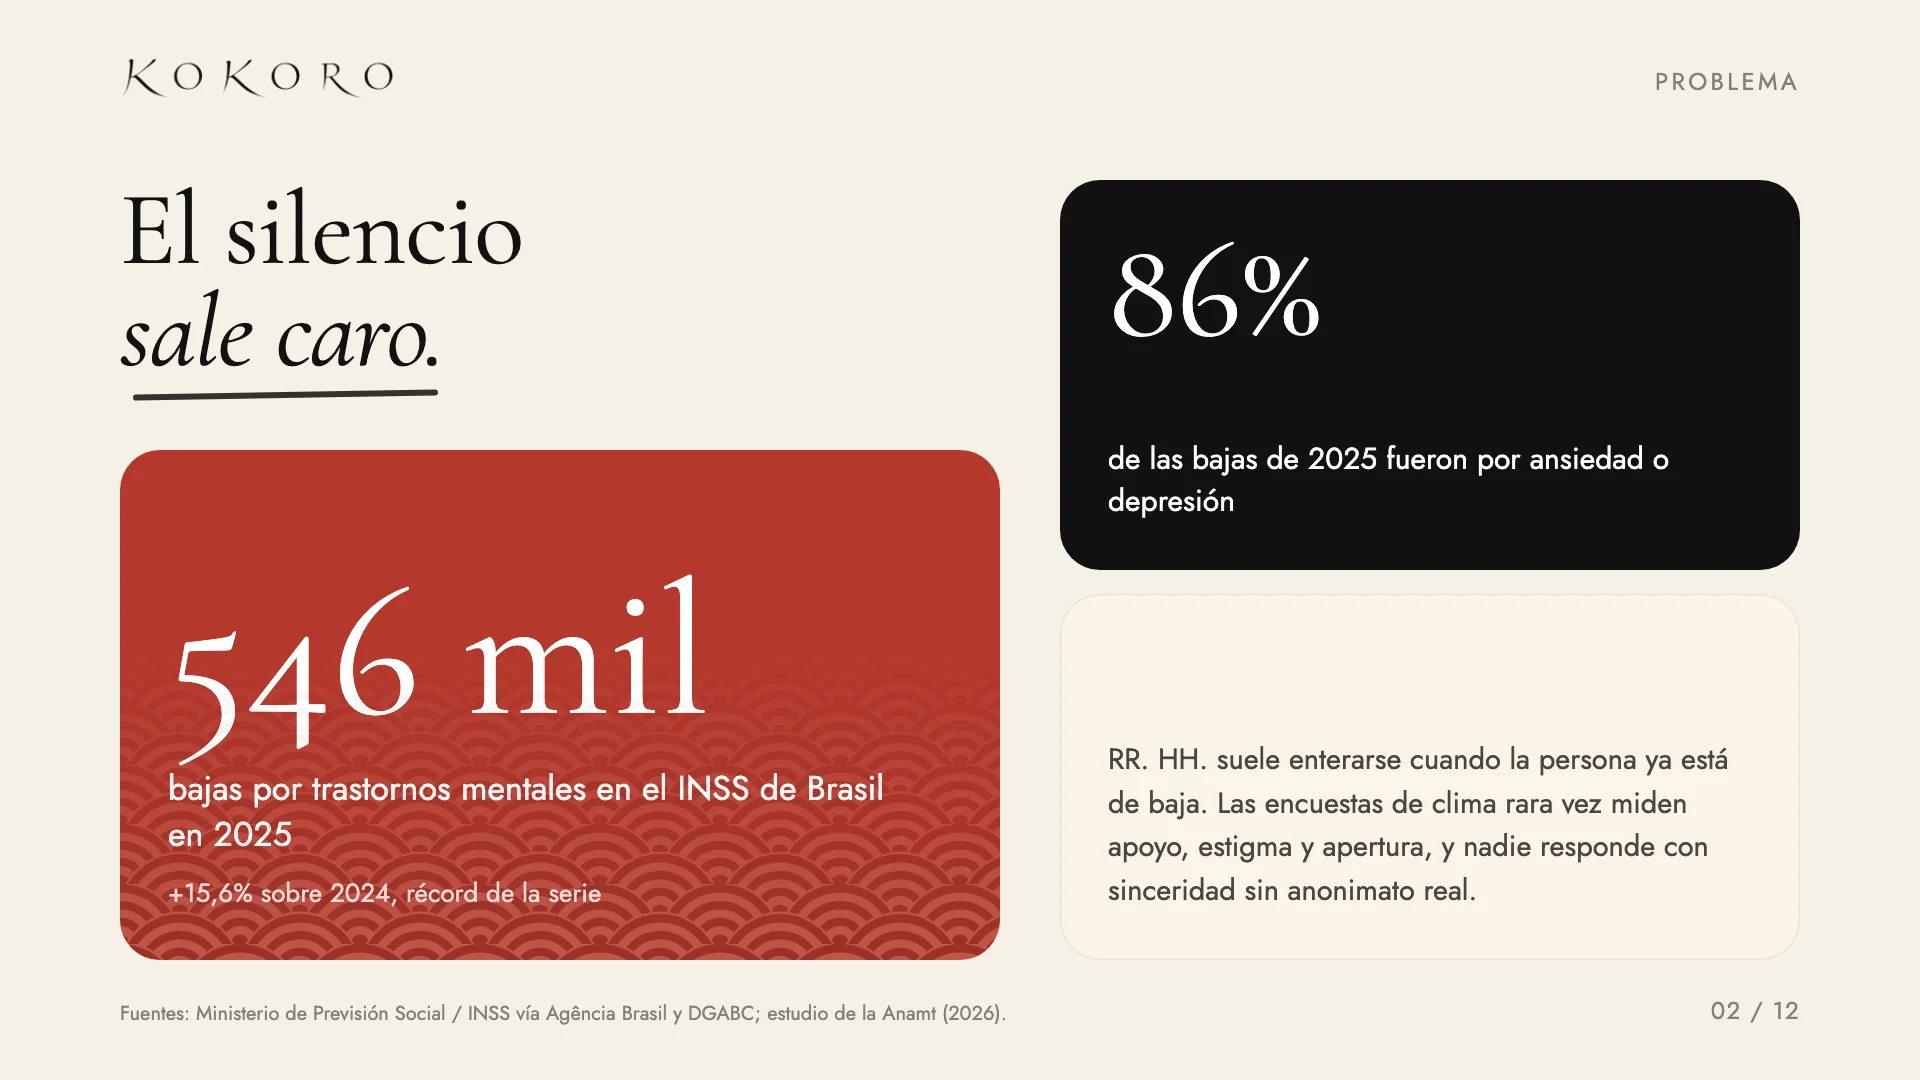 KOKORO
PROBLEMA
El silencio
sale caro.
546 mil
bajas por trastornos mentales en el INSS de Brasil
en 2025
+15,6% sobre 2024, récord de la serie
86%
de las bajas de 2025 fueron por ansiedad o
depresión
RR. HH. suele enterarse cuando la persona ya está
de baja. Las encuestas de clima rara vez miden
apoyo, estigma y apertura, y nadie responde con
sinceridad sin anonimato real.
Fuentes: Ministerio de Previsión Social / INSS vía Agência Brasil y DGABC; estudio de la Anamt (2026).
02 / 12